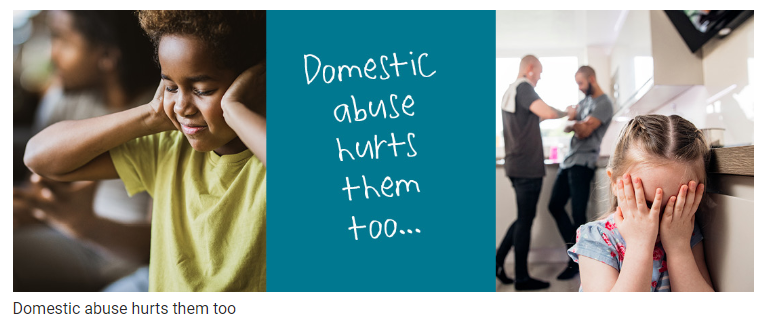 Domestic
abuse
hurts
them
too...
Domestic abuse hurts them too